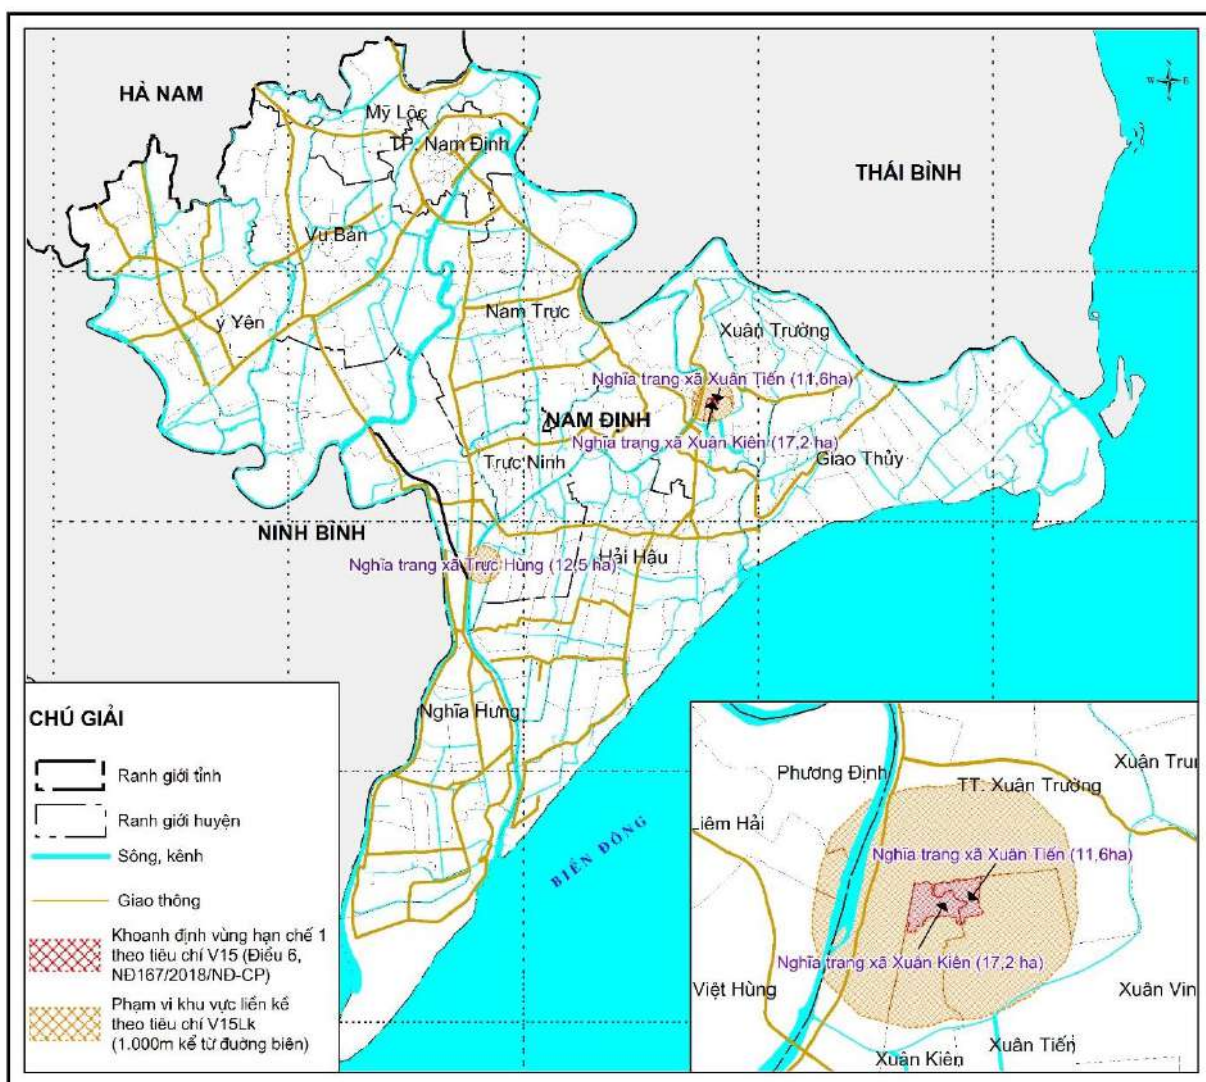 HÀ NAM
Mỹ Lộc
TP. Nam Định
THÁI BÌNH
N
W
E
S
Vụ Bản
Nam Trực
ý Yên
Xuân Trường
Nghĩa trang xã Xuân Tiến (11,6ha)
NAM ĐỊNH
Nghĩa trang xã Xuân Kiên (17,2 ha)
Trực Ninh
Giao Thủy
NINH BÌNH
Hải Hậu
Nghĩa trang xã Trực Hùng (12,5 ha)
Nghĩa Hưng
BIỂN ĐÔNG
CHÚ GIẢI
Ranh giới tỉnh
Ranh giới huyện
Sông, kênh
Giao thông
Khoanh định vùng hạn chế 1
theo tiêu chí V15 (Điều 6,
NĐ167/2018/NĐ-CP)
Phạm vi khu vực liền kề
theo tiêu chí V15Lk
(1.000m kể từ đường biên)
Phương Định
Xuân Trun
TT. Xuân Trường
Liêm Hải
Nghĩa trang xã Xuân Tiến (11,6ha)
Nghĩa trang xã Xuân Kiên (17,2 ha)
Việt Hùng
Xuân Vin
Xuân Tiến
Xuân Kiên